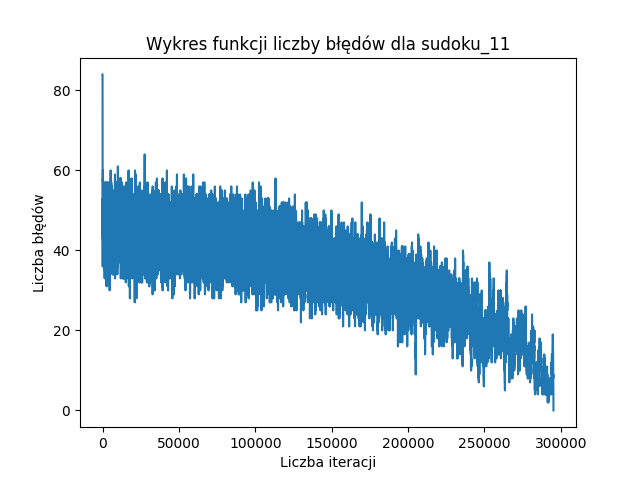 Wykres funkcji liczby błędów dla sudoku_11
80
60
40
20
0
Liczba błędów
0 50000 100000 150000 200000 250000 300000
Liczba iteracji